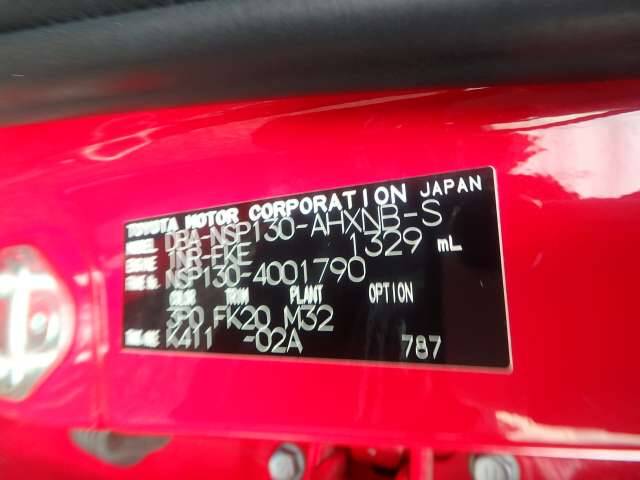 TOYOTA MOTOR CORPORATION JAPAN
MODEL DBA-NSP130-AHXNB-S
ENGINE 1NR-FKE 1329 mL
FRAME No. NSP130-4001790
COLOR TRIM PLANT OPTION
3P0 FK20 M32
TRANS./AXLE K411 -02A 787